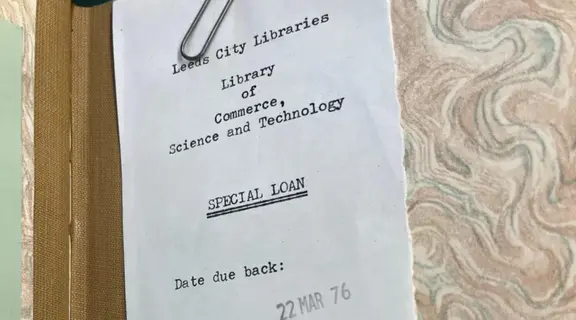 Leeds City Libraries
Library
of
Commerce,
Science and Technology
SPECIAL LOAN
Date due back:
22 MAR 76